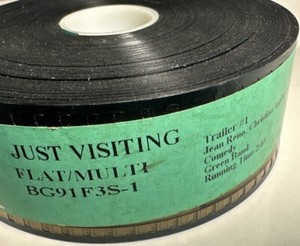 JUST VISITING
FLAT/MULTI
BG91F3S-1
Trailer #1
Jean Reno, Christina
Comedy
Green Band
Running Time